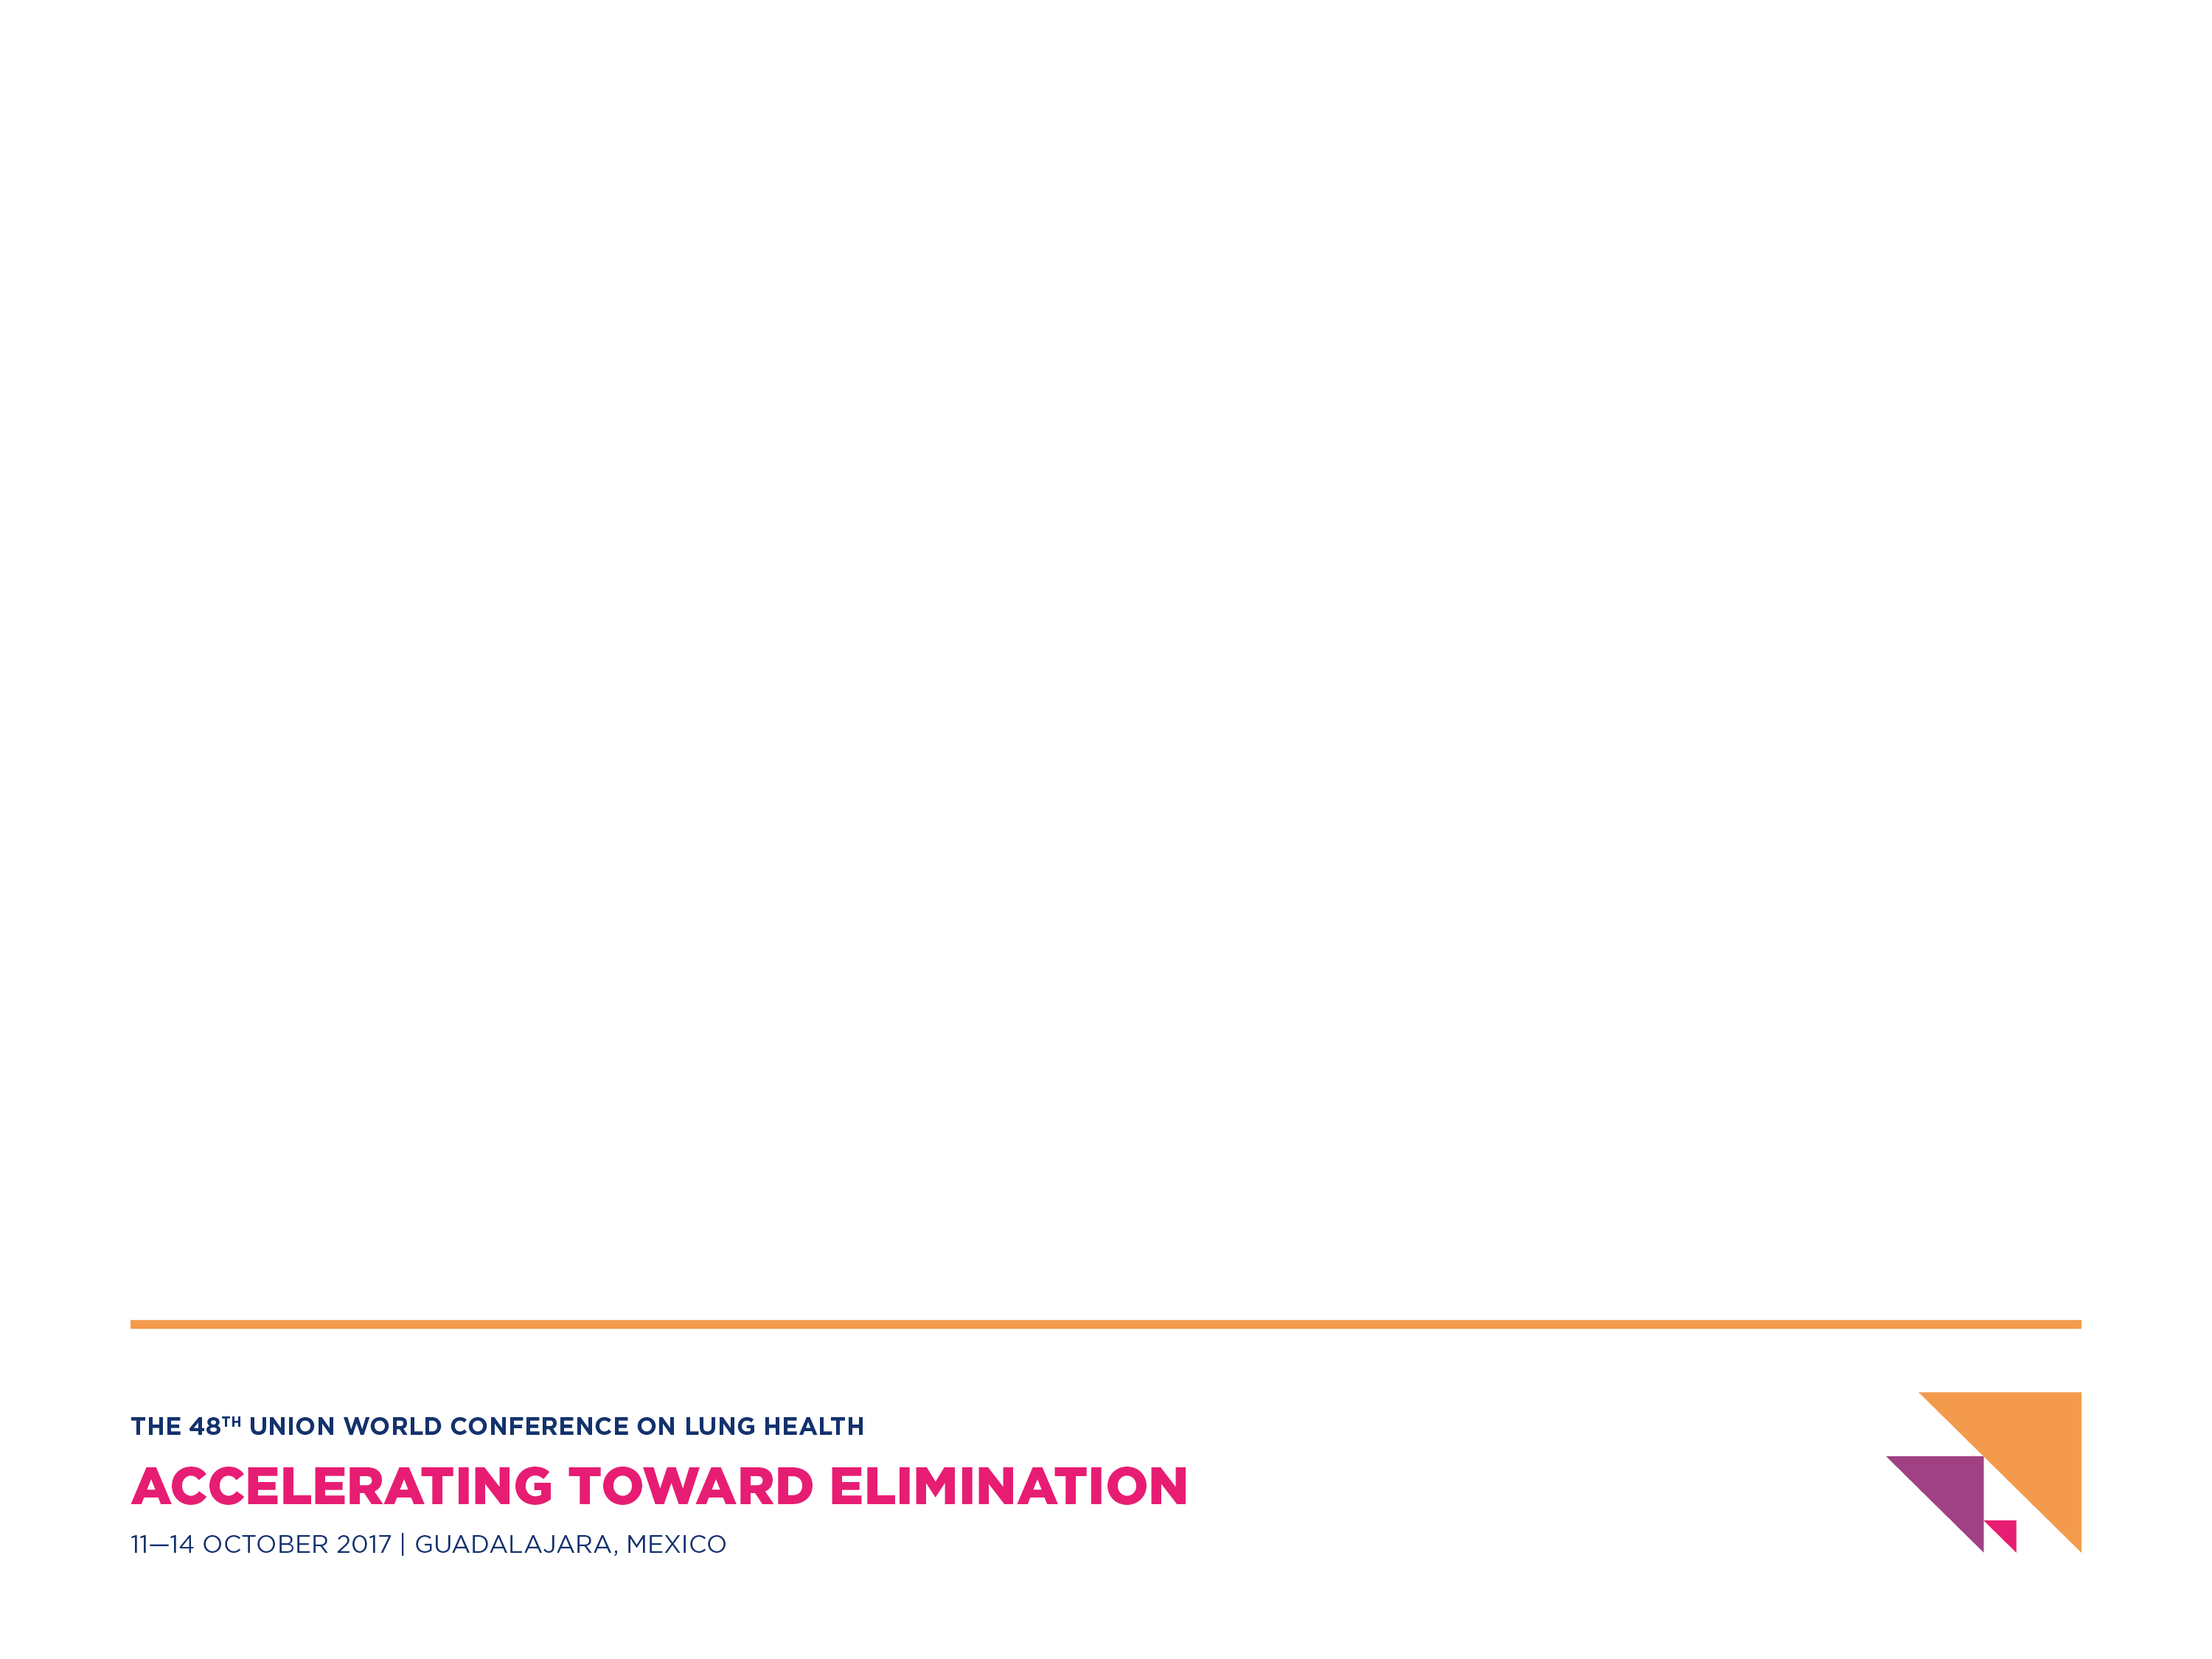 THE 48TH UNION WORLD CONFERENCE ON LUNG HEALTH
ACCELERATING TOWARD ELIMINATION
11—14 OCTOBER 2017 | GUADALAJARA, MEXICO